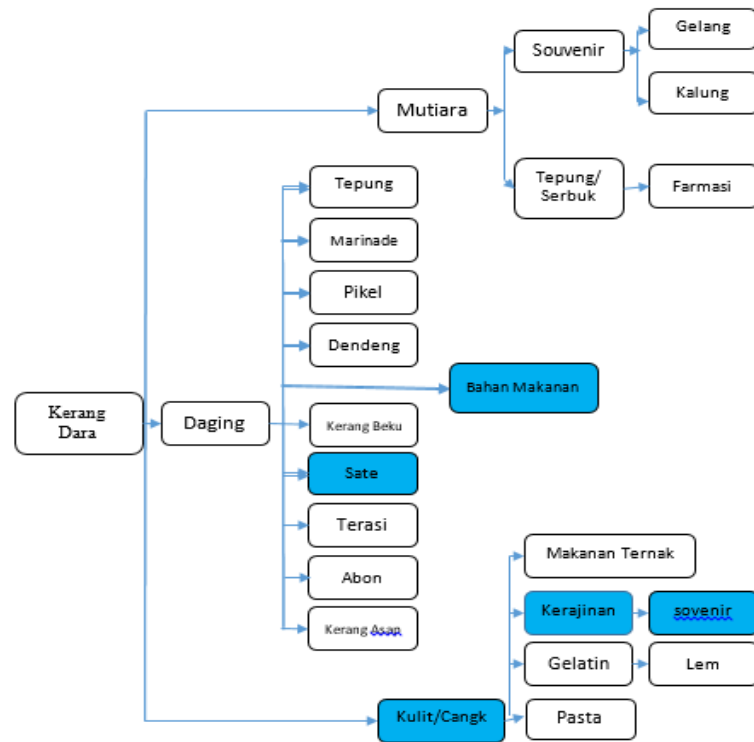 Kerang
Dara
Mutiara
Souvenir
Gelang
Kalung
Tepung/
Serbuk
Farmasi
Daging
Tepung
Marinade
Pikel
Dendeng
Bahan Makanan
Kerang Beku
Sate
Terasi
Abon
Kerang Asap
Kulit/Cangk
Makanan Ternak
Kerajinan
sovenir
Gelatin
Lem
Pasta